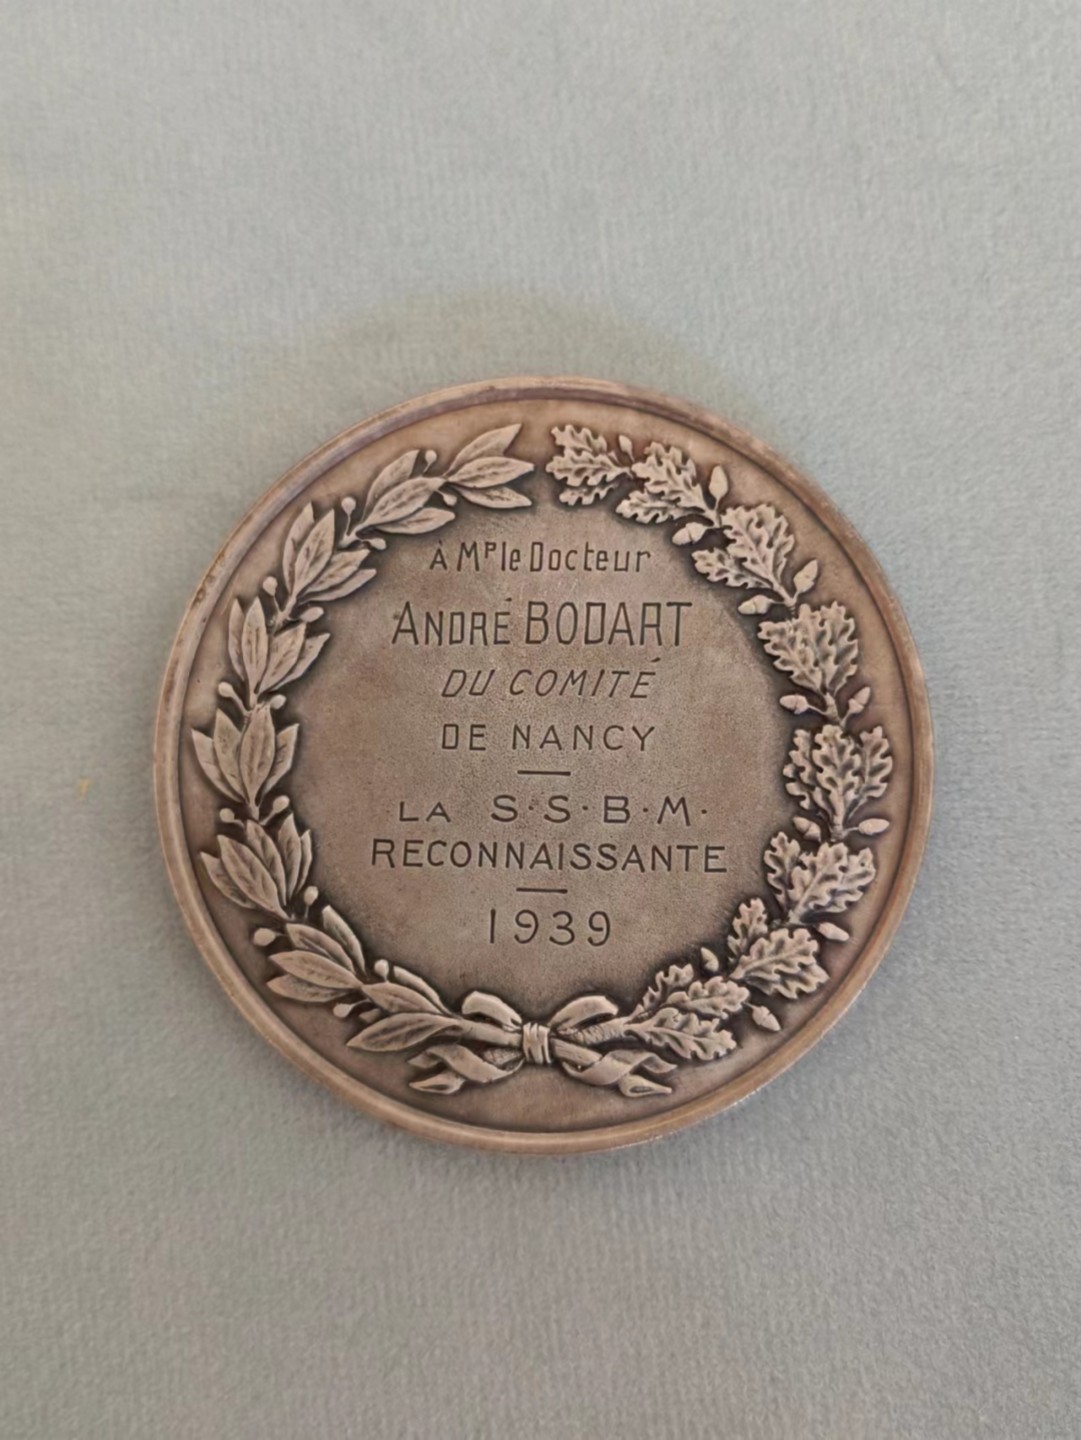 à Mr le Docteur
ANDRÉ BODART
DU COMITÉ
DE NANCY
LA S·S·B·M·
RECONNAISSANTE
1939